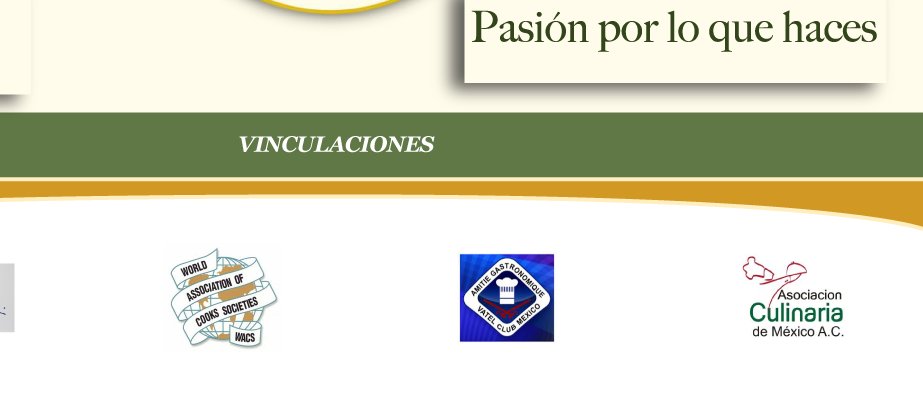 Pasión por lo que haces
VINCULACIONES
WORLD
ASSOCIATION OF
COOKS SOCIETIES
WACS
AMITIE GASTRONOMIQUE
VATEL CLUB MEXICO
Asociacion
Culinaria
de México A.C.